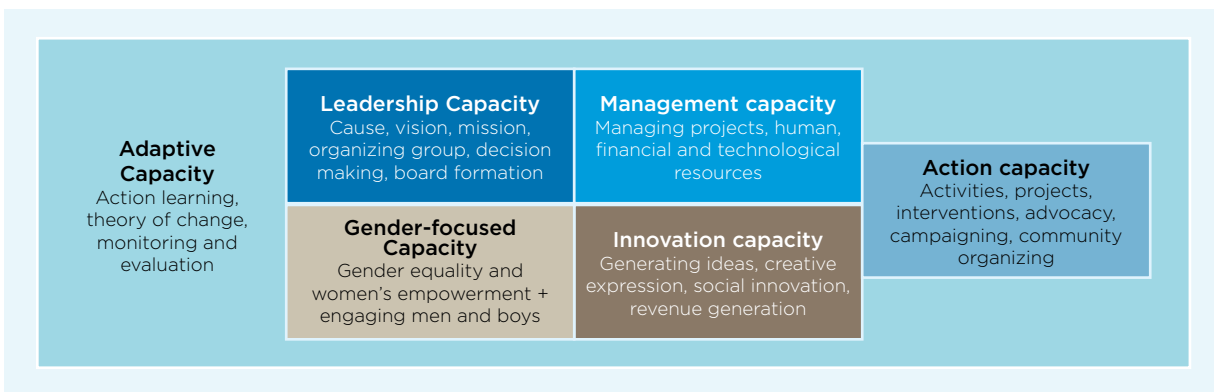 Adaptive
Capacity
Action learning,
theory of change,
monitoring and
evaluation
Leadership Capacity
Cause, vision, mission,
organizing group, decision
making, board formation
Management capacity
Managing projects, human,
financial and technological
resources
Gender-focused
Capacity
Gender equality and
women’s empowerment +
engaging men and boys
Innovation capacity
Generating ideas, creative
expression, social innovation,
revenue generation
Action capacity
Activities, projects,
interventions, advocacy,
campaigning, community
organizing